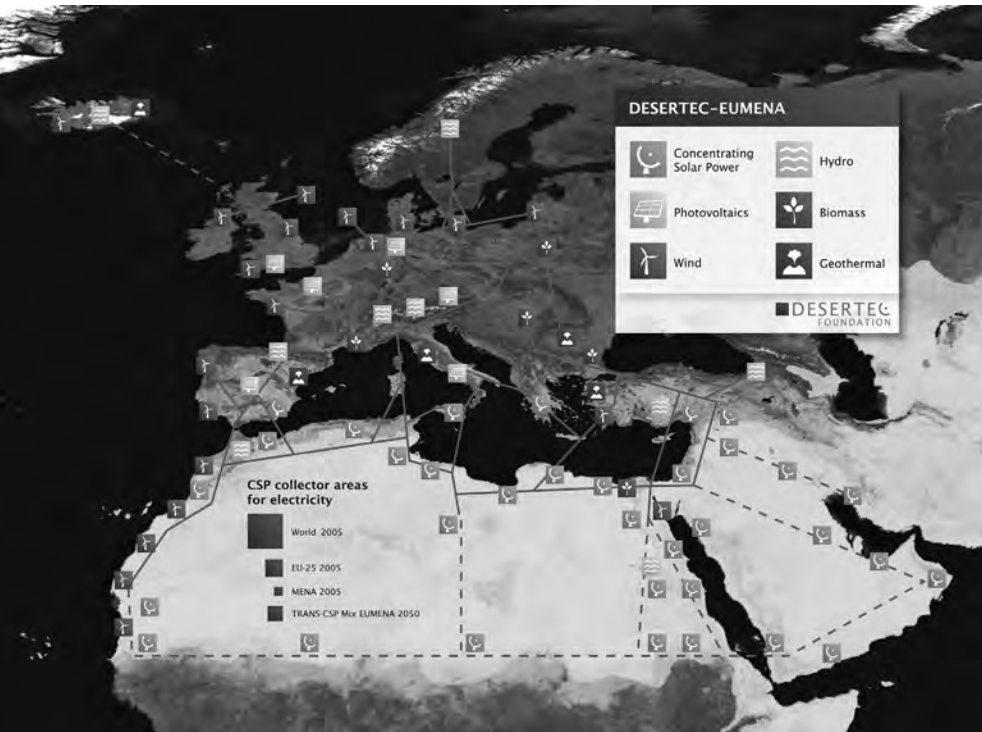 DESERTEC-EUMENA
Concentrating
Solar Power
Hydro
Photovoltaics
Biomass
Wind
Geothermal
DESERTEC
FOUNDATION
CSP collector areas
for electricity
World 2005
EU-25 2005
MENA 2005
TRANS-CSP Mix EUMENA 2050